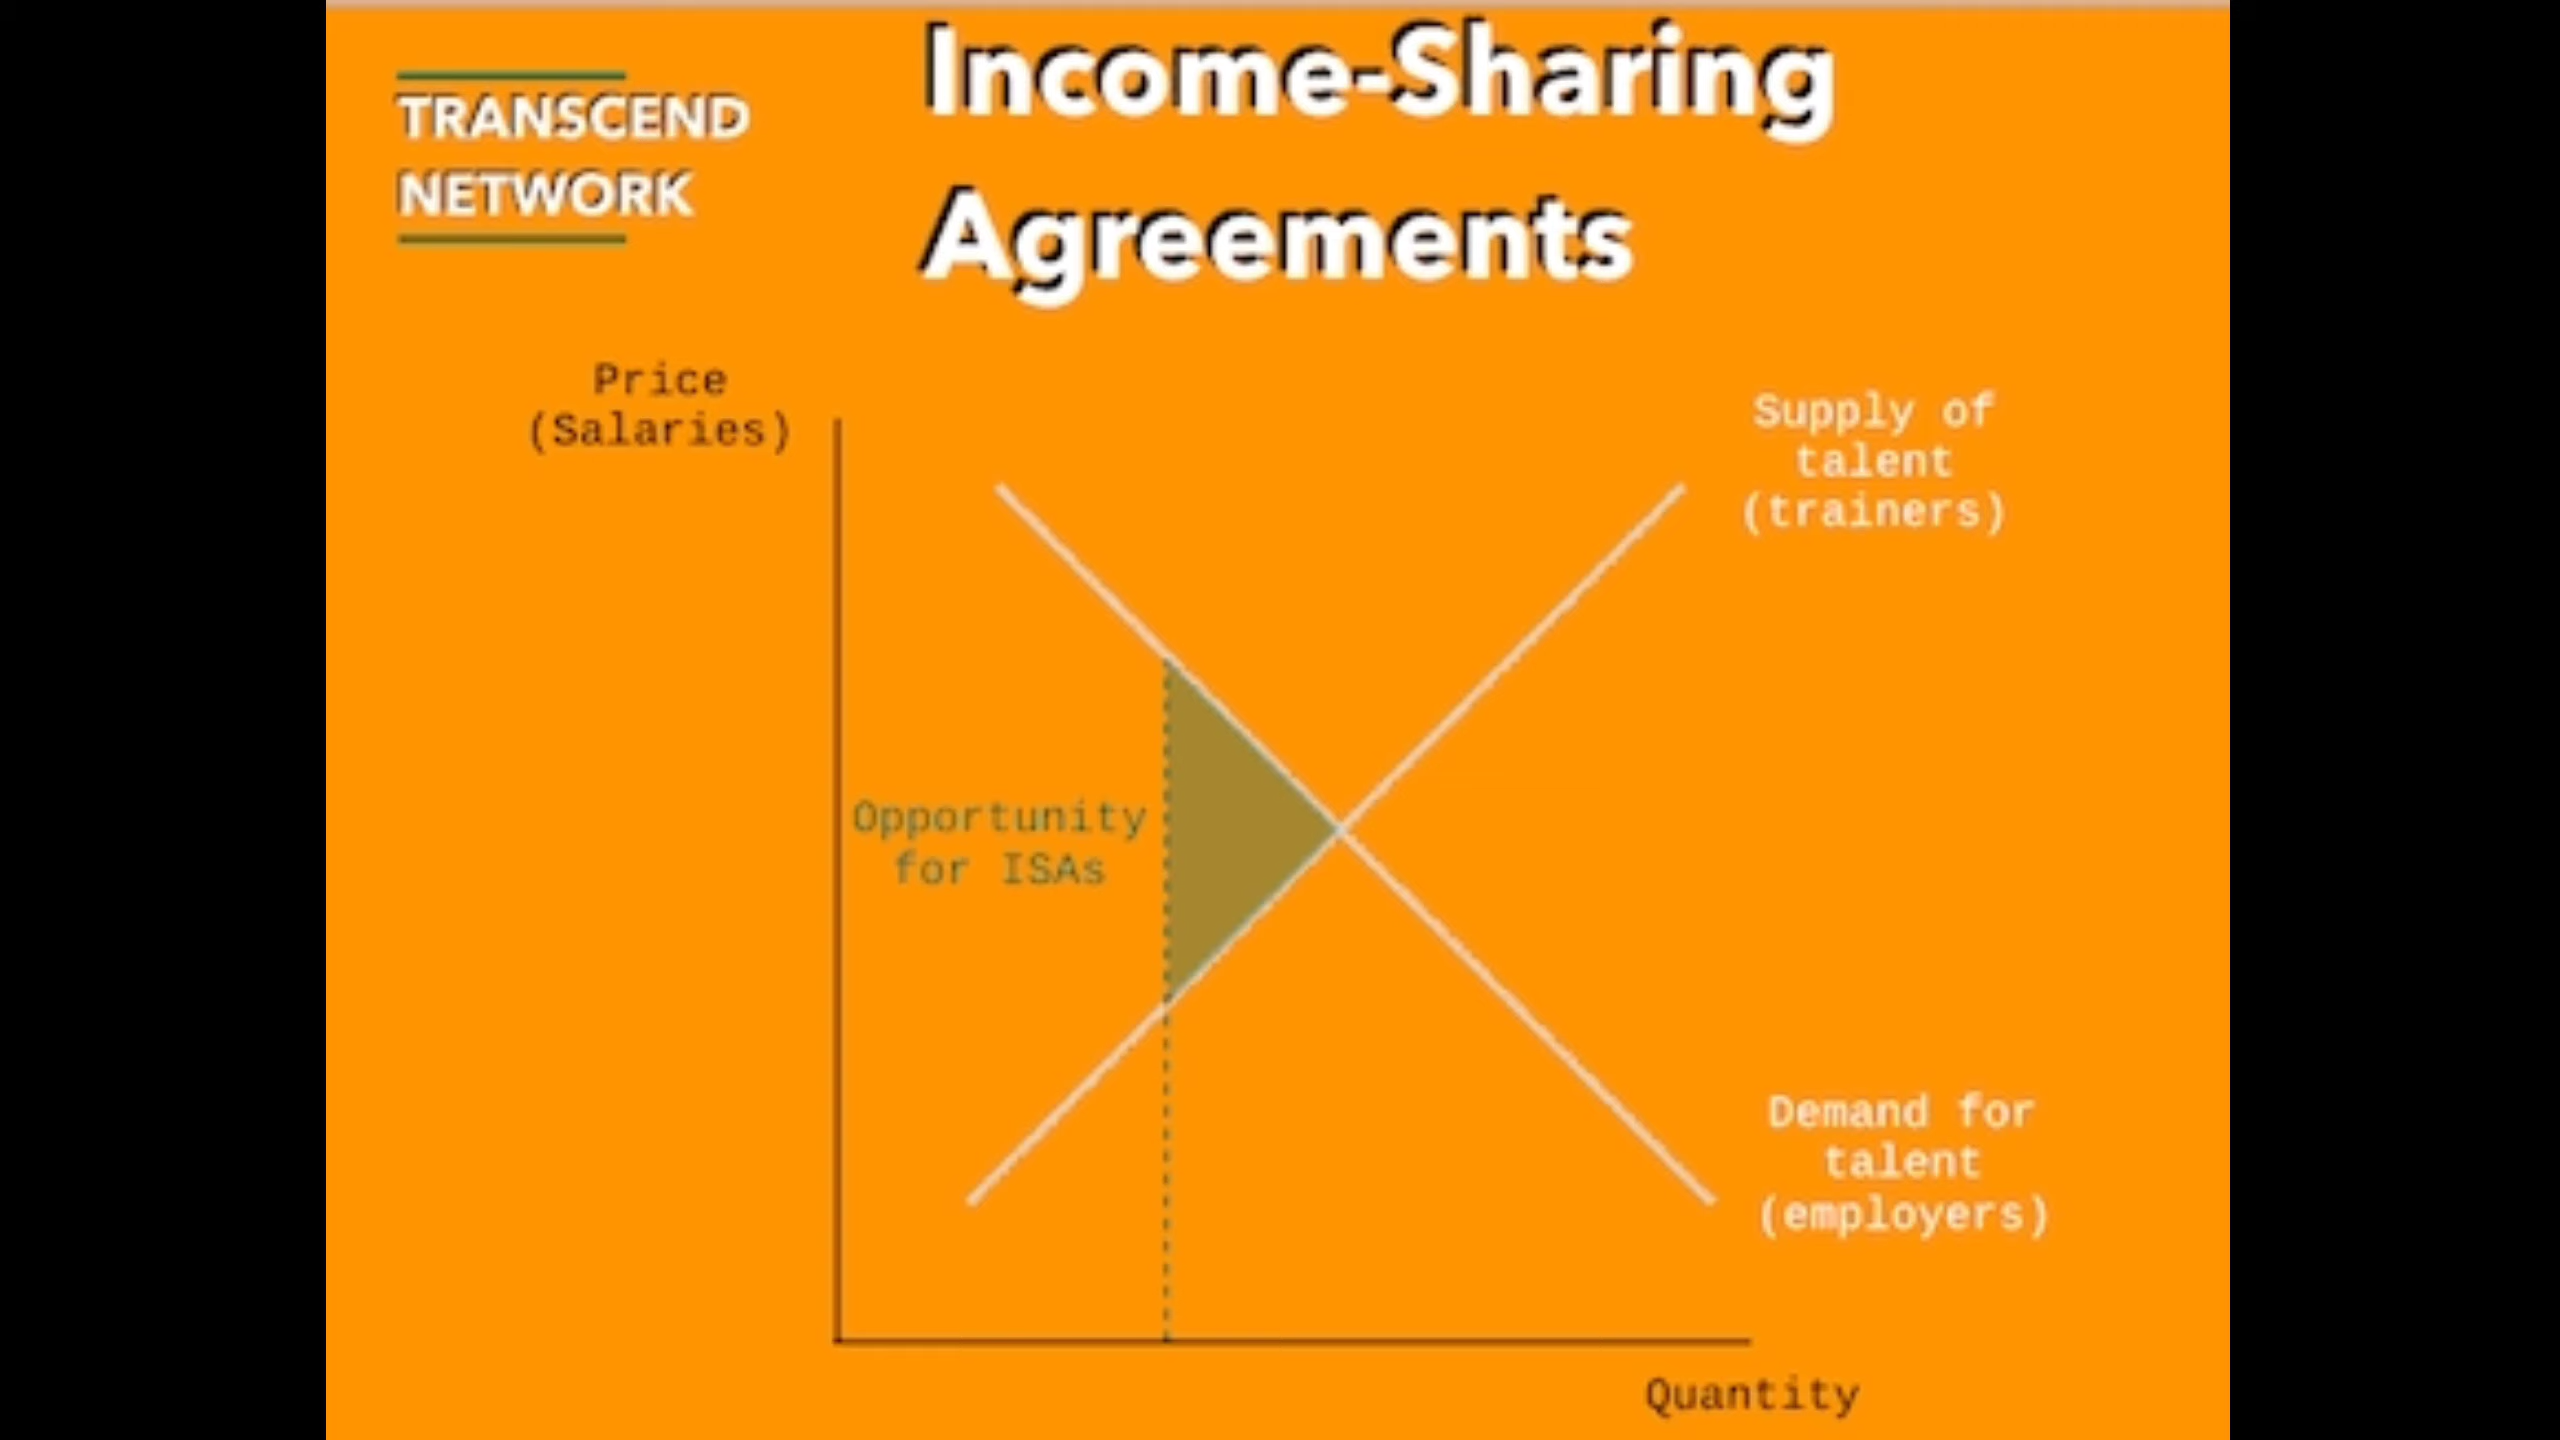 TRANSCEND
NETWORK
Income-Sharing
Agreements
Price
(Salaries)
Supply of
talent
(trainers)
Opportunity
for ISAs
Demand for
talent
(employers)
Quantity